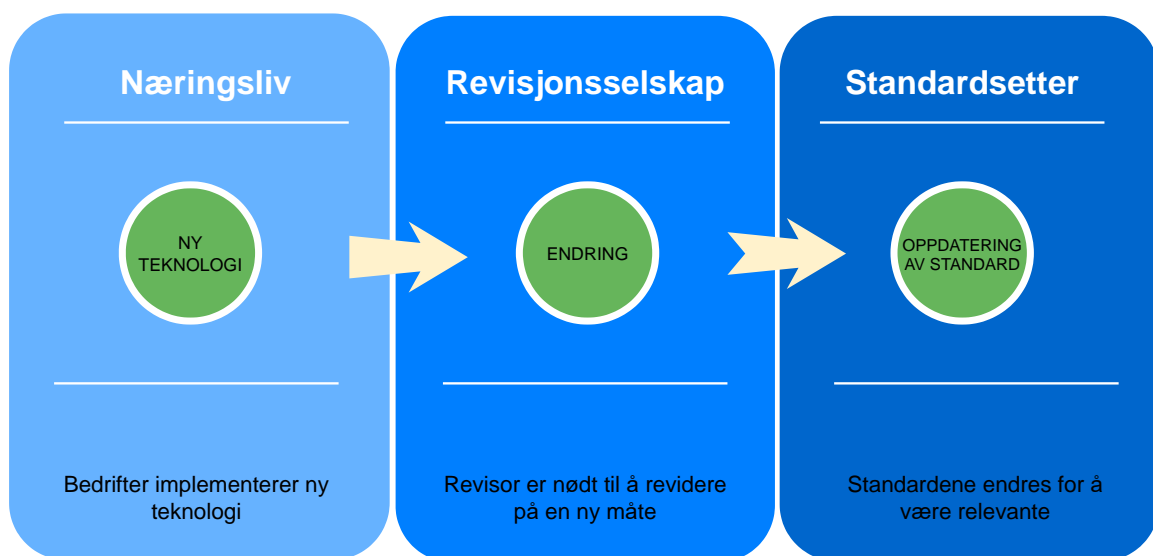 Næringsliv
NY
TEKNOLOGI
Bedrifter implementerer ny
teknologi
Revisjonsselskap
ENDRING
Revisor er nødt til å revidere
på en ny måte
Standardsetter
OPPDATERING
AV STANDARD
Standardene endres for å
være relevante